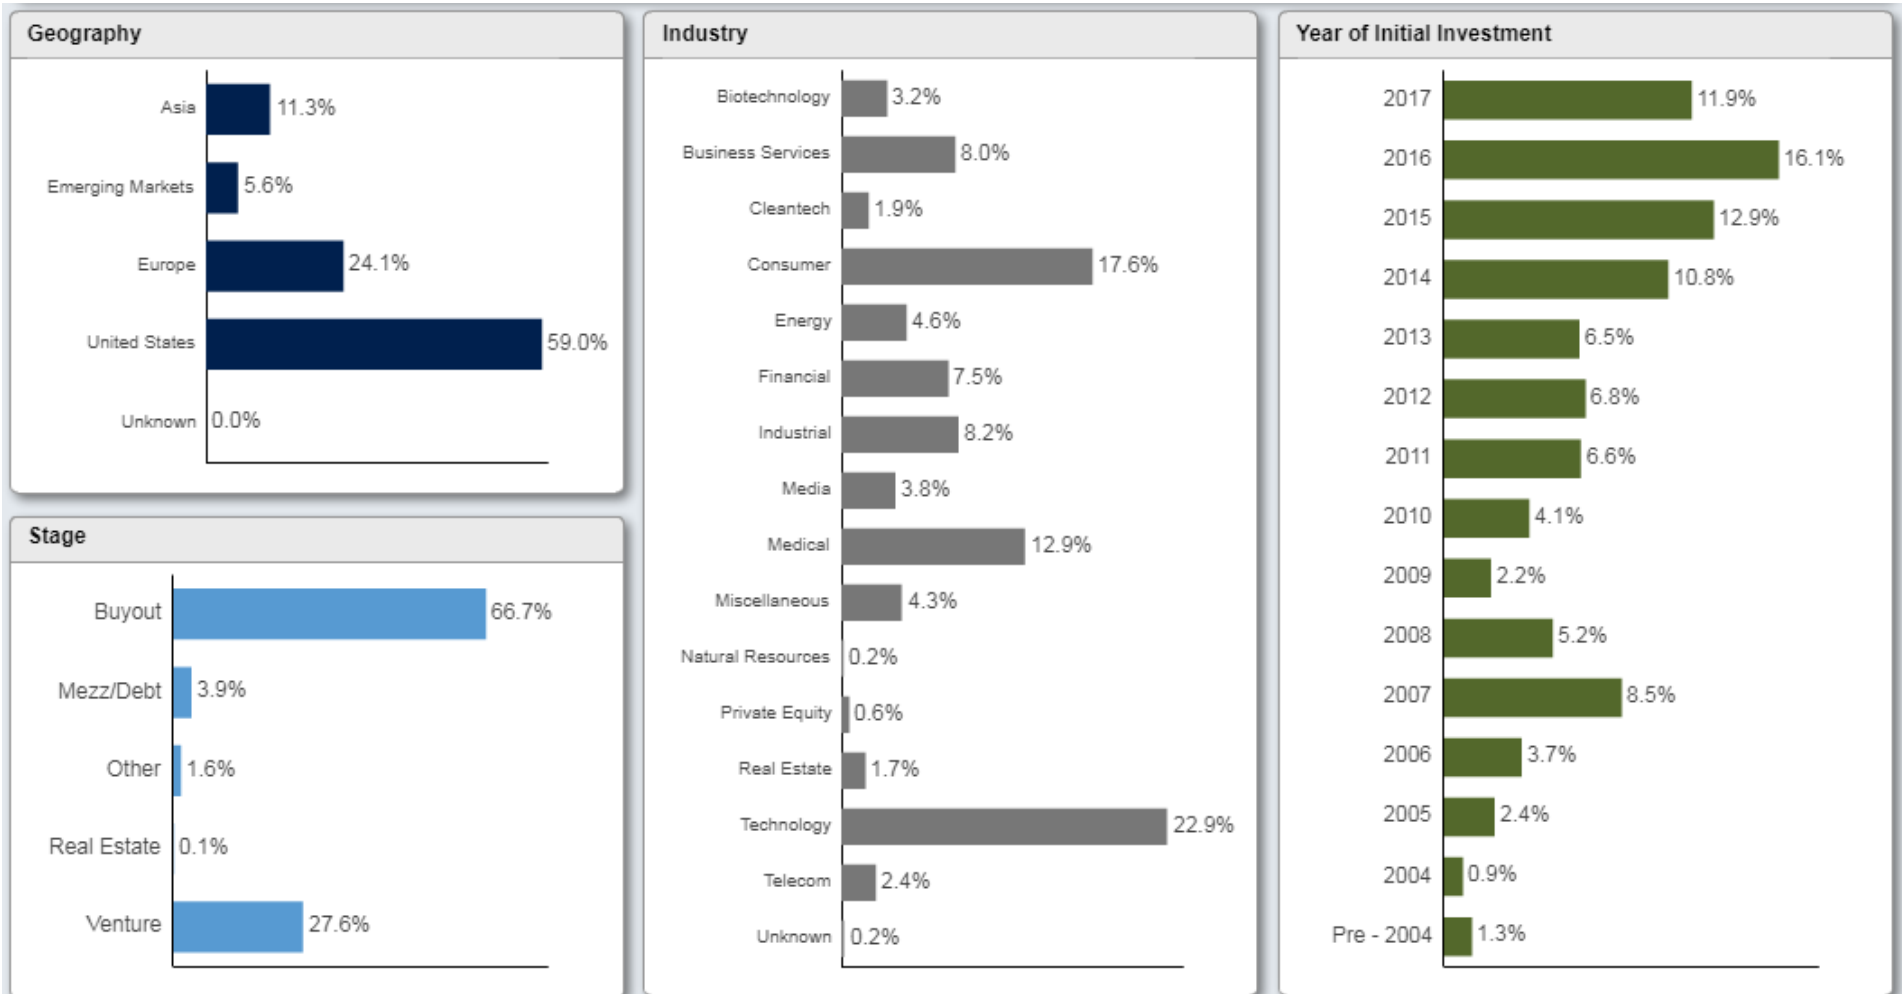 Geography
Asia 11.3%
Emerging Markets 5.6%
Europe 24.1%
United States 59.0%
Unknown 0.0%
Stage
Buyout 66.7%
Mezz/Debt 3.9%
Other 1.6%
Real Estate 0.1%
Venture 27.6%
Industry
Biotechnology 3.2%
Business Services 8.0%
Cleantech 1.9%
Consumer 17.6%
Energy 4.6%
Financial 7.5%
Industrial 8.2%
Media 3.8%
Medical 12.9%
Miscellaneous 4.3%
Natural Resources 0.2%
Private Equity 0.6%
Real Estate 1.7%
Technology 22.9%
Telecom 2.4%
Unknown 0.2%
Year of Initial Investment
2017 11.9%
2016 16.1%
2015 12.9%
2014 10.8%
2013 6.5%
2012 6.8%
2011 6.6%
2010 4.1%
2009 2.2%
2008 5.2%
2007 8.5%
2006 3.7%
2005 2.4%
2004 0.9%
Pre - 2004 1.3%